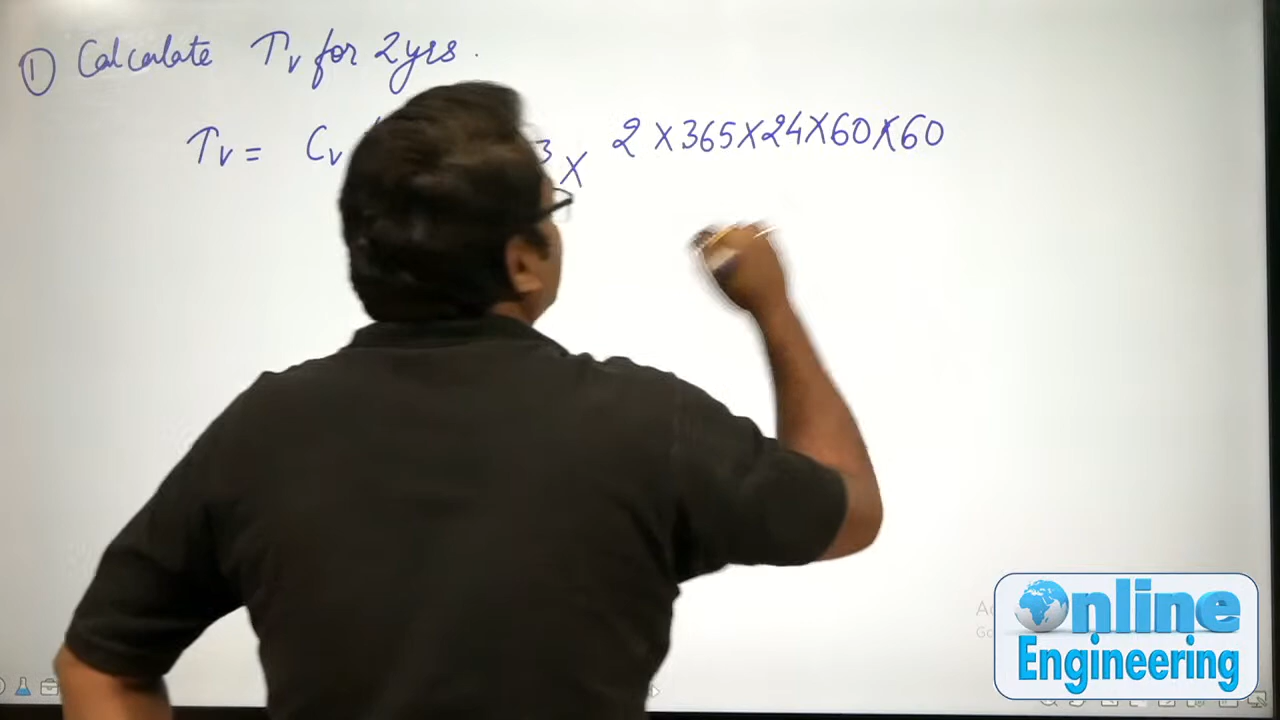 ① Calculate Tv for 2yrs.
Tv = Cv 3 × 2 × 365 × 24 × 60 × 60
Online
Engineering